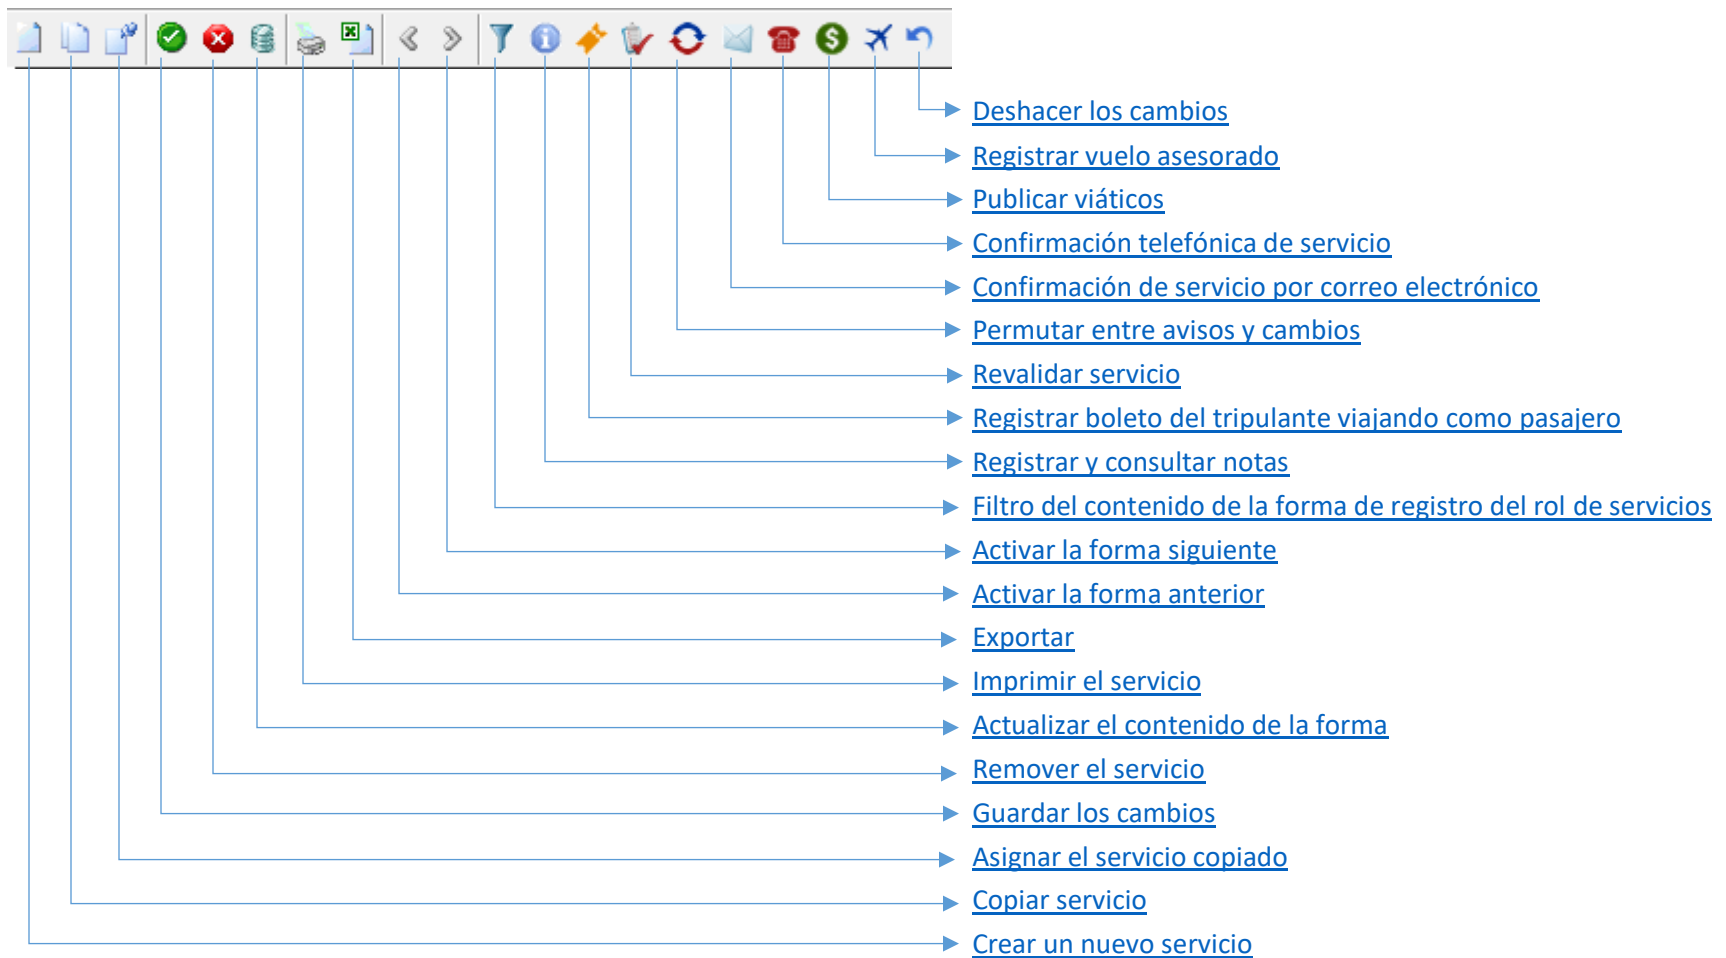 Deshacer los cambios
Registrar vuelo asesorado
Publicar viáticos
Confirmación telefónica de servicio
Confirmación de servicio por correo electrónico
Permutar entre avisos y cambios
Revalidar servicio
Registrar boleto del tripulante viajando como pasajero
Registrar y consultar notas
Filtro del contenido de la forma de registro del rol de servicios
Activar la forma siguiente
Activar la forma anterior
Exportar
Imprimir el servicio
Actualizar el contenido de la forma
Remover el servicio
Guardar los cambios
Asignar el servicio copiado
Copiar servicio
Crear un nuevo servicio